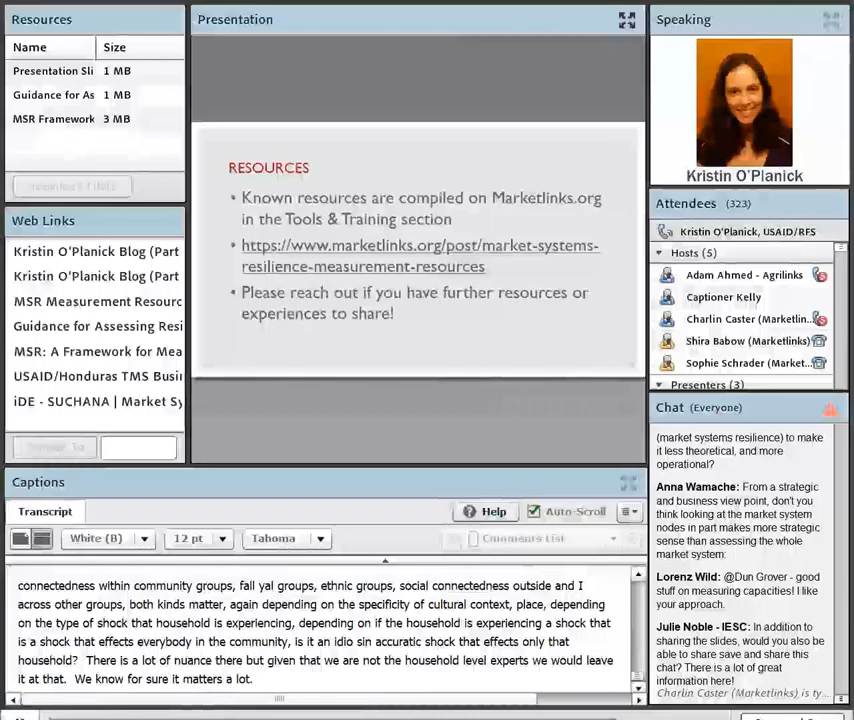 Resources
Name Size
Presentation Sli 1 MB
Guidance for As 1 MB
MSR Framework 3 MB
Web Links
Kristin O'Planick Blog (Part
Kristin O'Planick Blog (Part
MSR Measurement Resourc
Guidance for Assessing Resi
MSR: A Framework for Mea
USAID/Honduras TMS Busin
iDE - SUCHANA | Market Sy
Presentation
RESOURCES
• Known resources are compiled on Marketlinks.org
in the Tools & Training section
• https://www.marketlinks.org/post/market-systems-
resilience-measurement-resources
• Please reach out if you have further resources or
experiences to share!
Speaking
Kristin O'Planick
Attendees (323)
Kristin O'Planick, USAID/RFS
Hosts (5)
Adam Ahmed - Agrilinks
Captioner Kelly
Charlin Caster (Marketlin..
Shira Babow (Marketlinks)
Sophie Schrader (Market...
Presenters (3)
Chat (Everyone)
(market systems resilience) to make
it less theoretical, and more
operational?
Anna Wamache: From a strategic
and business view point, don't you
think looking at the market system
nodes in part makes more strategic
sense than assessing the whole
market system:
Lorenz Wild: @Dun Grover - good
stuff on measuring capacities! I like
your approach.
Julie Noble - IESC: In addition to
sharing the slides, would you also be
able to share save and share this
chat? There is a lot of great
information here!
Charlin Caster (Marketlinks) is ty...
Captions
Transcript
Help
Auto-Scroll
White (B) 12 pt Tahoma Comments List
connectedness within community groups, fall yal groups, ethnic groups, social connectedness outside and I
across other groups, both kinds matter, again depending on the specificity of cultural context, place, depending
on the type of shock that household is experiencing, depending on if the household is experiencing a shock that
is a shock that effects everybody in the community, is it an idio sin accuratic shock that effects only that
household? There is a lot of nuance there but given that we are not the household level experts we would leave
it at that. We know for sure it matters a lot.